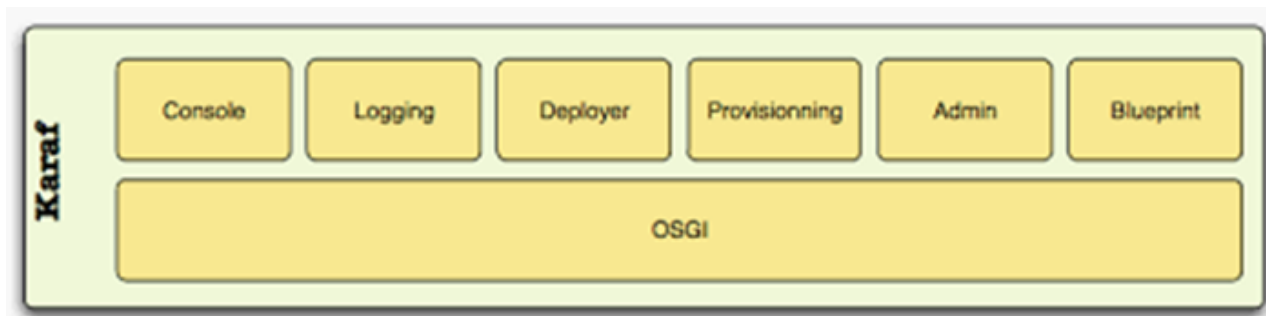 Karaf
Console
Logging
Deployer
Provisionning
Admin
Blueprint
OSGI